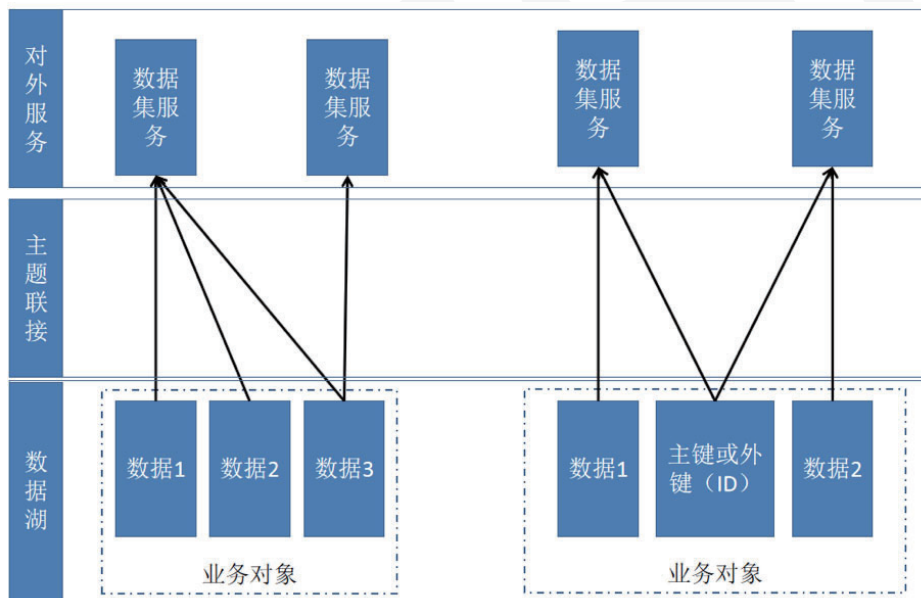 对外服务
数据
集服
务
数据
集服
务
数据
集服
务
数据
集服
务
主题联接
数据湖
数据1
数据2
数据3
业务对象
数据1
主键或外
键（ID）
数据2
业务对象